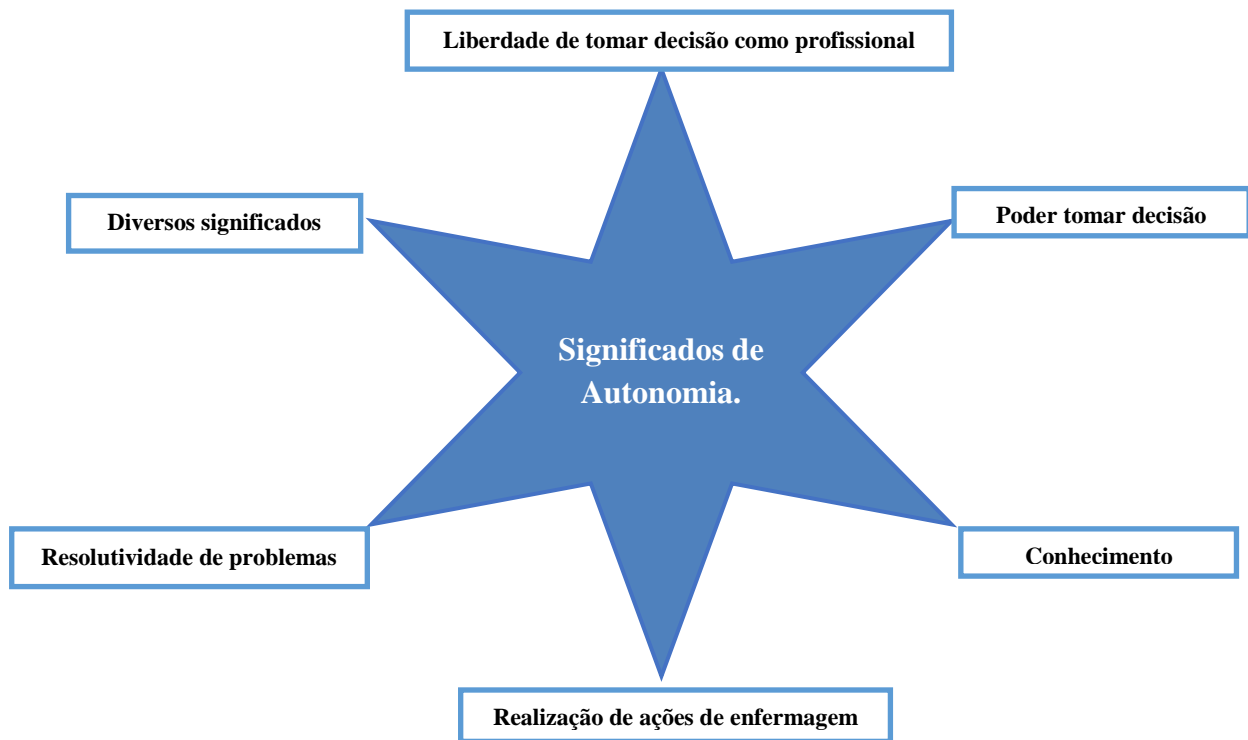 Liberdade de tomar decisão como profissional
Diversos significados
Poder tomar decisão
Significados de
Autonomia.
Resolutividade de problemas
Conhecimento
Realização de ações de enfermagem